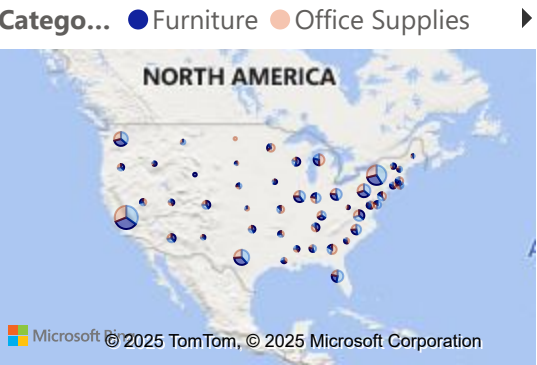 Catego... Furniture Office Supplies
NORTH AMERICA
Microsoft Bing
© 2025 TomTom, © 2025 Microsoft Corporation